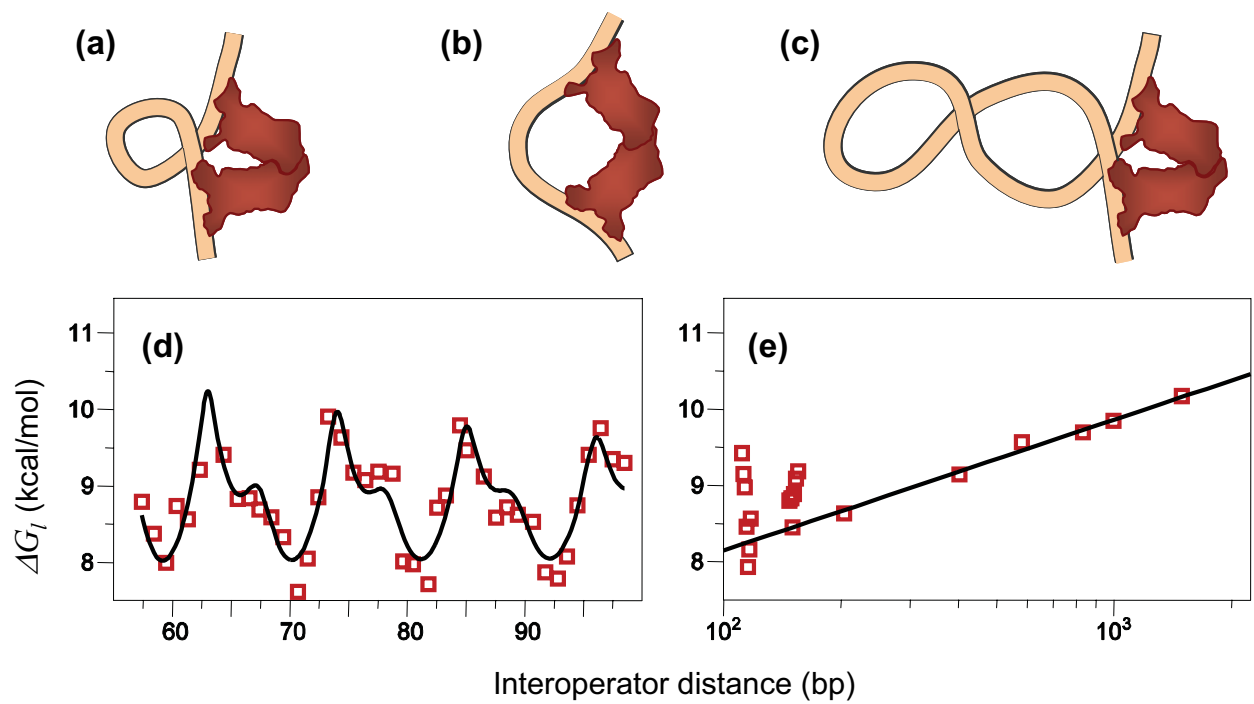 (a)
(b)
(c)
(d)
(e)
ΔG_l (kcal/mol)
11
10
9
8
60
70
80
90
11
10
9
8
10²
10³
Interoperator distance (bp)